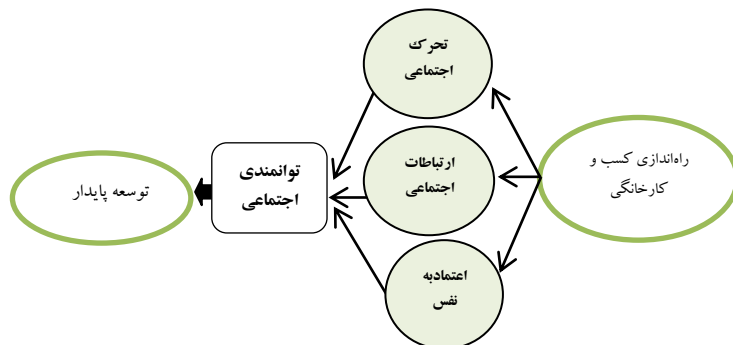 راه‌اندازی کسب و
کارخانگی
تحرک
اجتماعی
ارتباطات
اجتماعی
اعتمادبه
نفس
توانمندی
اجتماعی
توسعه پایدار